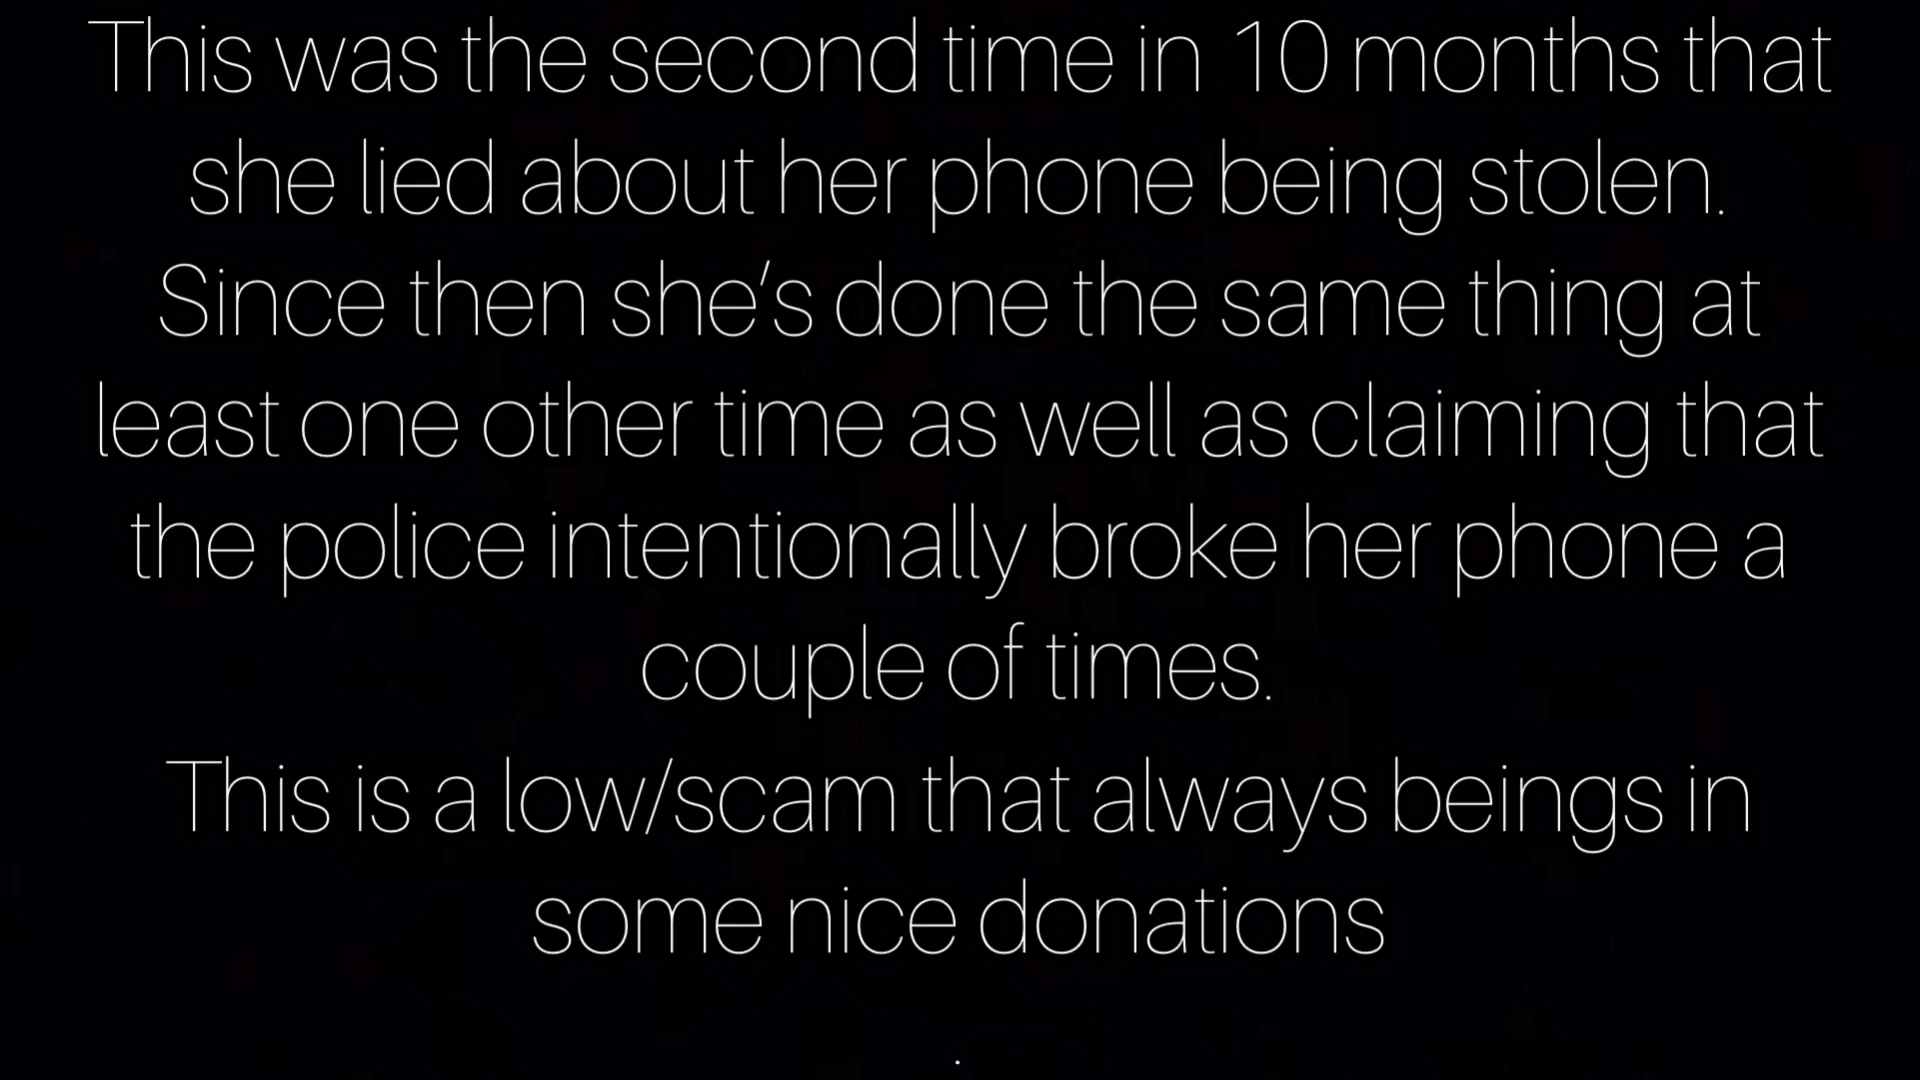 This was the second time in 10 months that
she lied about her phone being stolen.
Since then she's done the same thing at
least one other time as well as claiming that
the police intentionally broke her phone a
couple of times.
This is a low/scam that always beings in
some nice donations
.